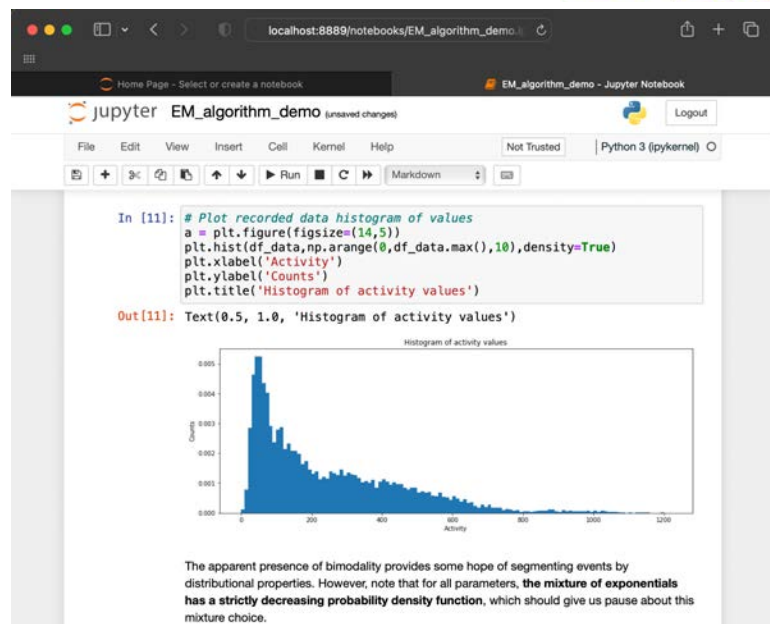 localhost:8889/notebooks/EM_algorithm_demo.
Home Page - Select or create a notebook
EM_algorithm_demo - Jupyter Notebook
jupyter EM_algorithm_demo (unsaved changes)
Logout
File Edit View Insert Cell Kernel Help
Not Trusted
Python 3 (ipykernel)
Run
Markdown
In [11]: # Plot recorded data histogram of values
a = plt.figure(figsize=(14,5))
plt.hist(df_data,np.arange(0,df_data.max(),10),density=True)
plt.xlabel('Activity')
plt.ylabel('Counts')
plt.title('Histogram of activity values')
Out[11]: Text(0.5, 1.0, 'Histogram of activity values')
Histogram of activity values
0.005
0.004
0.003
0.002
0.001
0.000
Counts
0 200 400 600 800 1000 1200
Activity
The apparent presence of bimodality provides some hope of segmenting events by
distributional properties. However, note that for all parameters, the mixture of exponentials
has a strictly decreasing probability density function, which should give us pause about this
mixture choice.